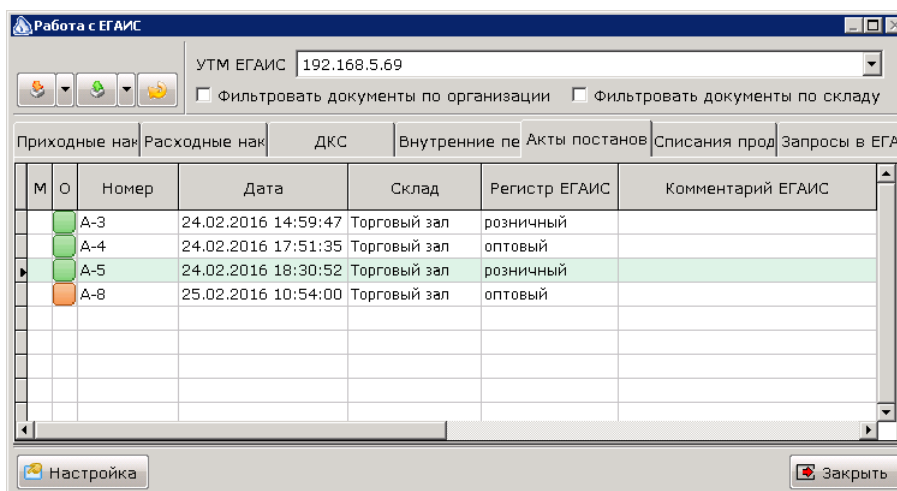 Работа с ЕГАИС
УТМ ЕГАИС 192.168.5.69
Фильтровать документы по организации Фильтровать документы по складу
Приходные нак Расходные нак ДКС Внутренние пе Акты постанов Списания прод Запросы в ЕГА
М О Номер Дата Склад Регистр ЕГАИС Комментарий ЕГАИС
А-3 24.02.2016 14:59:47 Торговый зал розничный
А-4 24.02.2016 17:51:35 Торговый зал оптовый
А-5 24.02.2016 18:30:52 Торговый зал розничный
А-8 25.02.2016 10:54:00 Торговый зал оптовый
Настройка Закрыть